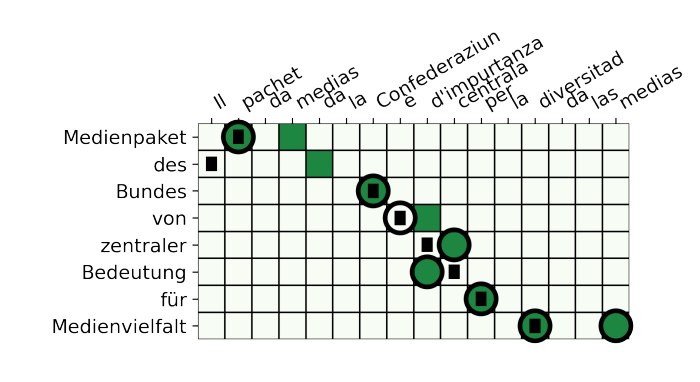 Il pachet da medias da la Confederaziun e d'impurtanza centrala per la diversitad da las medias
Medienpaket
des
Bundes
von
zentraler
Bedeutung
für
Medienvielfalt